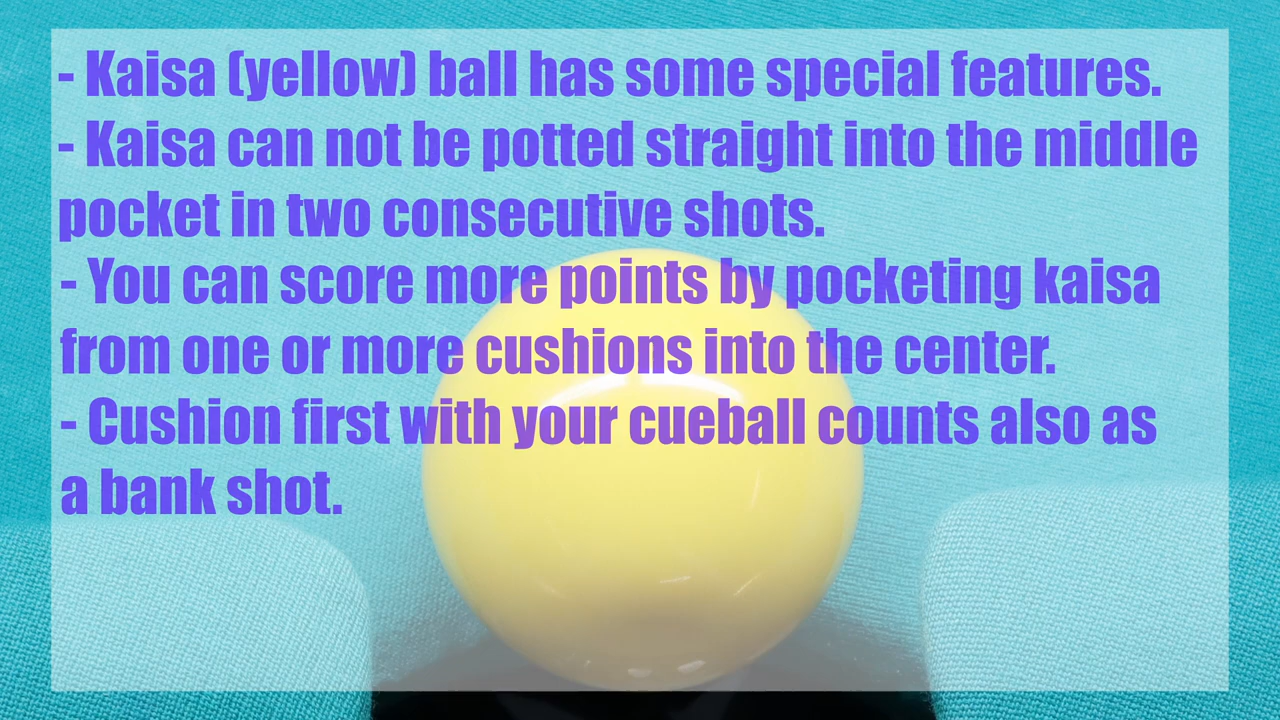 - Kaisa (yellow) ball has some special features.
- Kaisa can not be potted straight into the middle
pocket in two consecutive shots.
- You can score more points by pocketing kaisa
from one or more cushions into the center.
- Cushion first with your cueball counts also as
a bank shot.